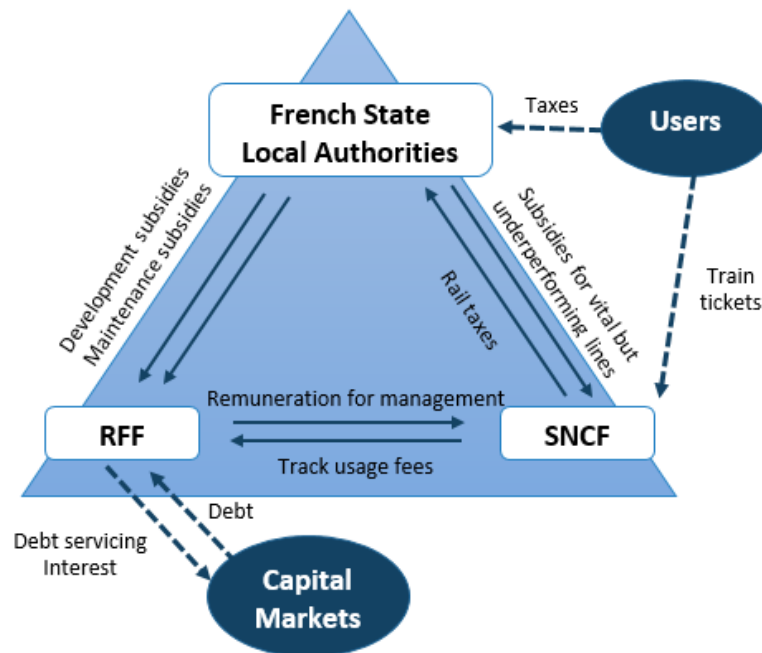 French State
Local Authorities
Taxes
Users
Development subsidies
Maintenance subsidies
Subsidies for vital but
underperforming lines
Rail taxes
Train
tickets
RFF
Remuneration for management
SNCF
Track usage fees
Debt servicing
Interest
Debt
Capital
Markets